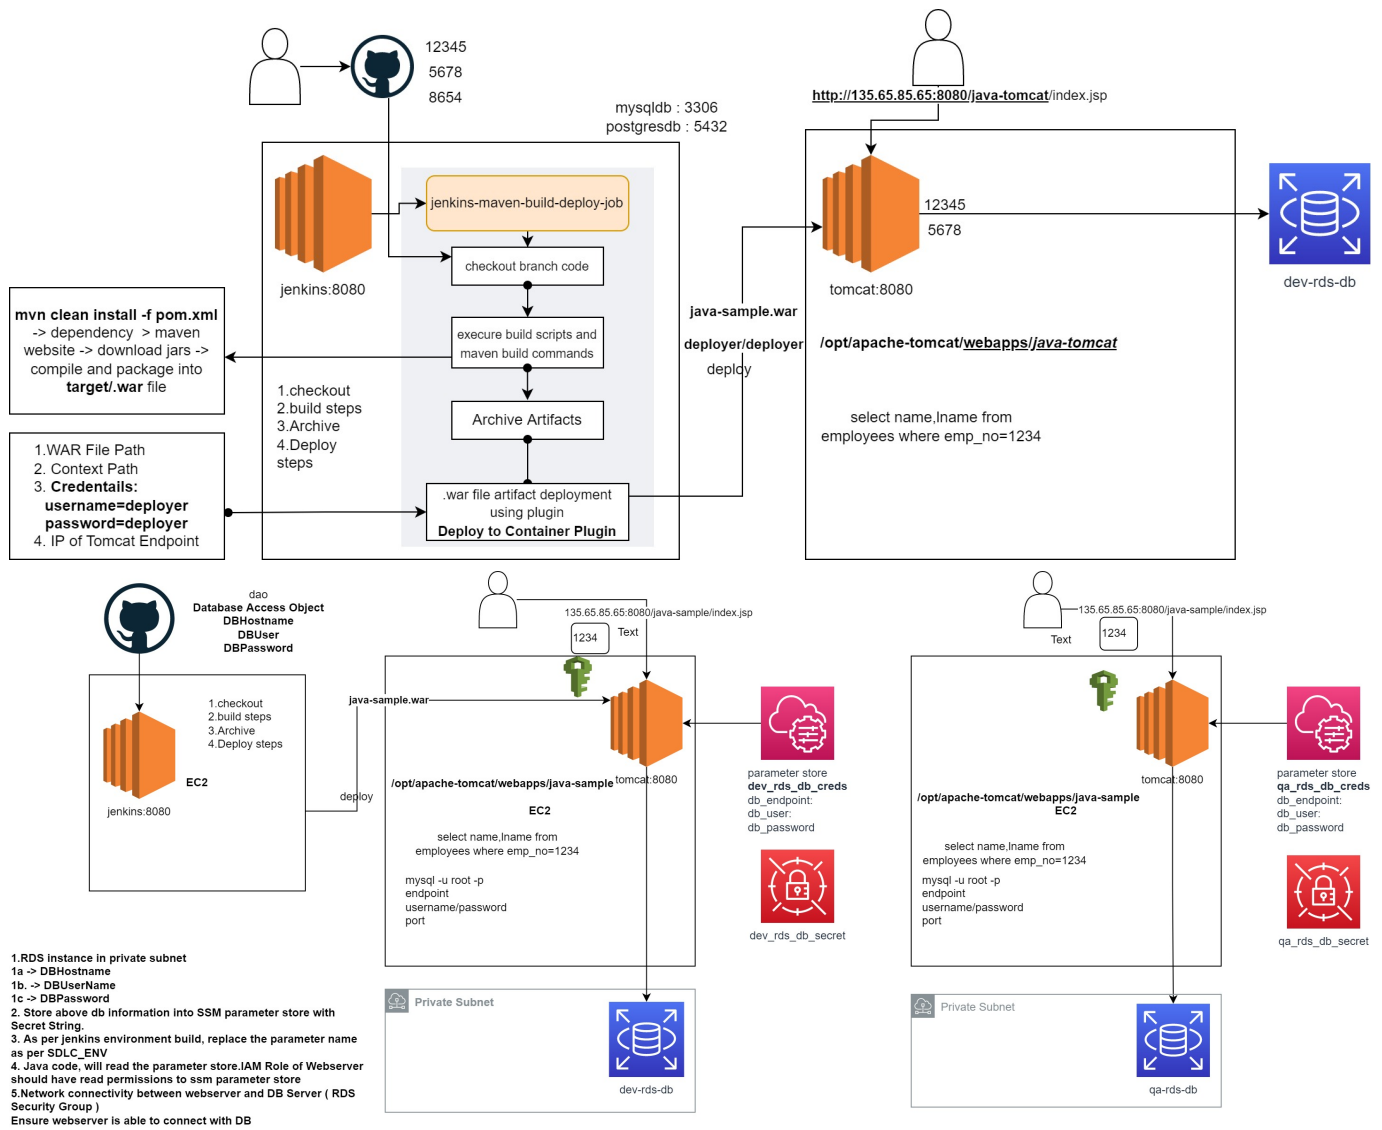 12345
5678
8654
mysqldb : 3306
postgresdb : 5432
http://135.65.85.65:8080/java-tomcat/index.jsp
jenkins-maven-build-deploy-job
checkout branch code
jenkins:8080
execure build scripts and
maven build commands
1.checkout
2.build steps
3.Archive
4.Deploy
steps
Archive Artifacts
.war file artifact deployment
using plugin
Deploy to Container Plugin
mvn clean install -f pom.xml
-> dependency > maven
website -> download jars ->
compile and package into
target/.war file
1.WAR File Path
2. Context Path
3. Credentails:
username=deployer
password=deployer
4. IP of Tomcat Endpoint
java-sample.war
deployer/deployer
deploy
12345
5678
tomcat:8080
/opt/apache-tomcat/webapps/java-tomcat
select name,lname from
employees where emp_no=1234
dev-rds-db
dao
Database Access Object
DBHostname
DBUser
DBPassword
1.checkout
2.build steps
3.Archive
4.Deploy steps
EC2
jenkins:8080
deploy
java-sample.war
135.65.85.65:8080/java-sample/index.jsp
1234
Text
tomcat:8080
/opt/apache-tomcat/webapps/java-sample
EC2
select name,lname from
employees where emp_no=1234
mysql -u root -p
endpoint
username/password
port
parameter store
dev_rds_db_creds
db_endpoint:
db_user:
db_password
dev_rds_db_secret
Private Subnet
dev-rds-db
135.65.85.65:8080/java-sample/index.jsp
1234
Text
tomcat:8080
/opt/apache-tomcat/webapps/java-sample
EC2
select name,lname from
employees where emp_no=1234
mysql -u root -p
endpoint
username/password
port
parameter store
qa_rds_db_creds
db_endpoint:
db_user:
db_password
qa_rds_db_secret
Private Subnet
qa-rds-db
1.RDS instance in private subnet
1a -> DBHostname
1b. -> DBUserName
1c -> DBPassword
2. Store above db information into SSM parameter store with
Secret String.
3. As per jenkins environment build, replace the parameter name
as per SDLC_ENV
4. Java code, will read the parameter store.IAM Role of Webserver
should have read permissions to ssm parameter store
5.Network connectivity between webserver and DB Server ( RDS
Security Group )
Ensure webserver is able to connect with DB